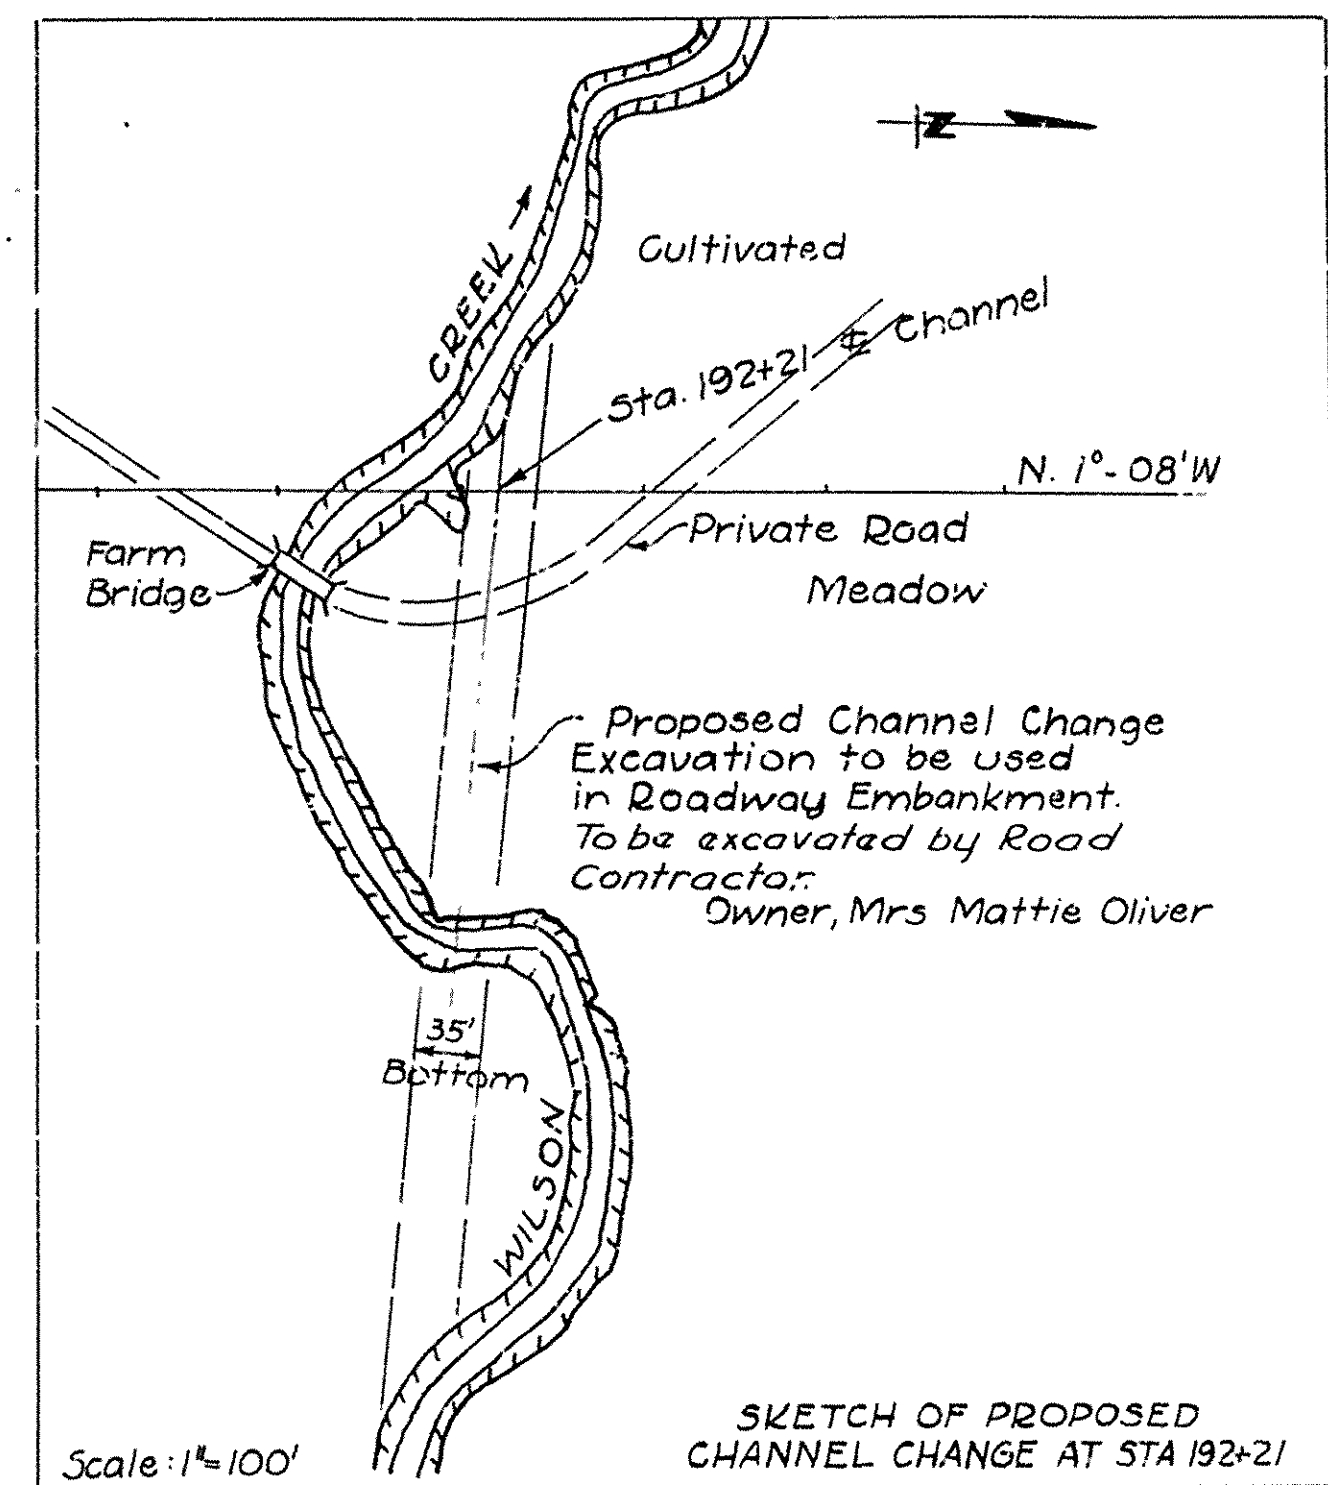 N
CREEK
Cultivated
Sta. 192+21 ℄ Channel
N. 1°-08'W
Farm
Bridge
Private Road
Meadow
Proposed Channel Change
Excavation to be used
in Roadway Embankment.
To be excavated by Road
Contractor.
Owner, Mrs Mattie Oliver
35'
Bottom
WILSON
SKETCH OF PROPOSED
CHANNEL CHANGE AT STA 192+21
Scale: 1"=100'